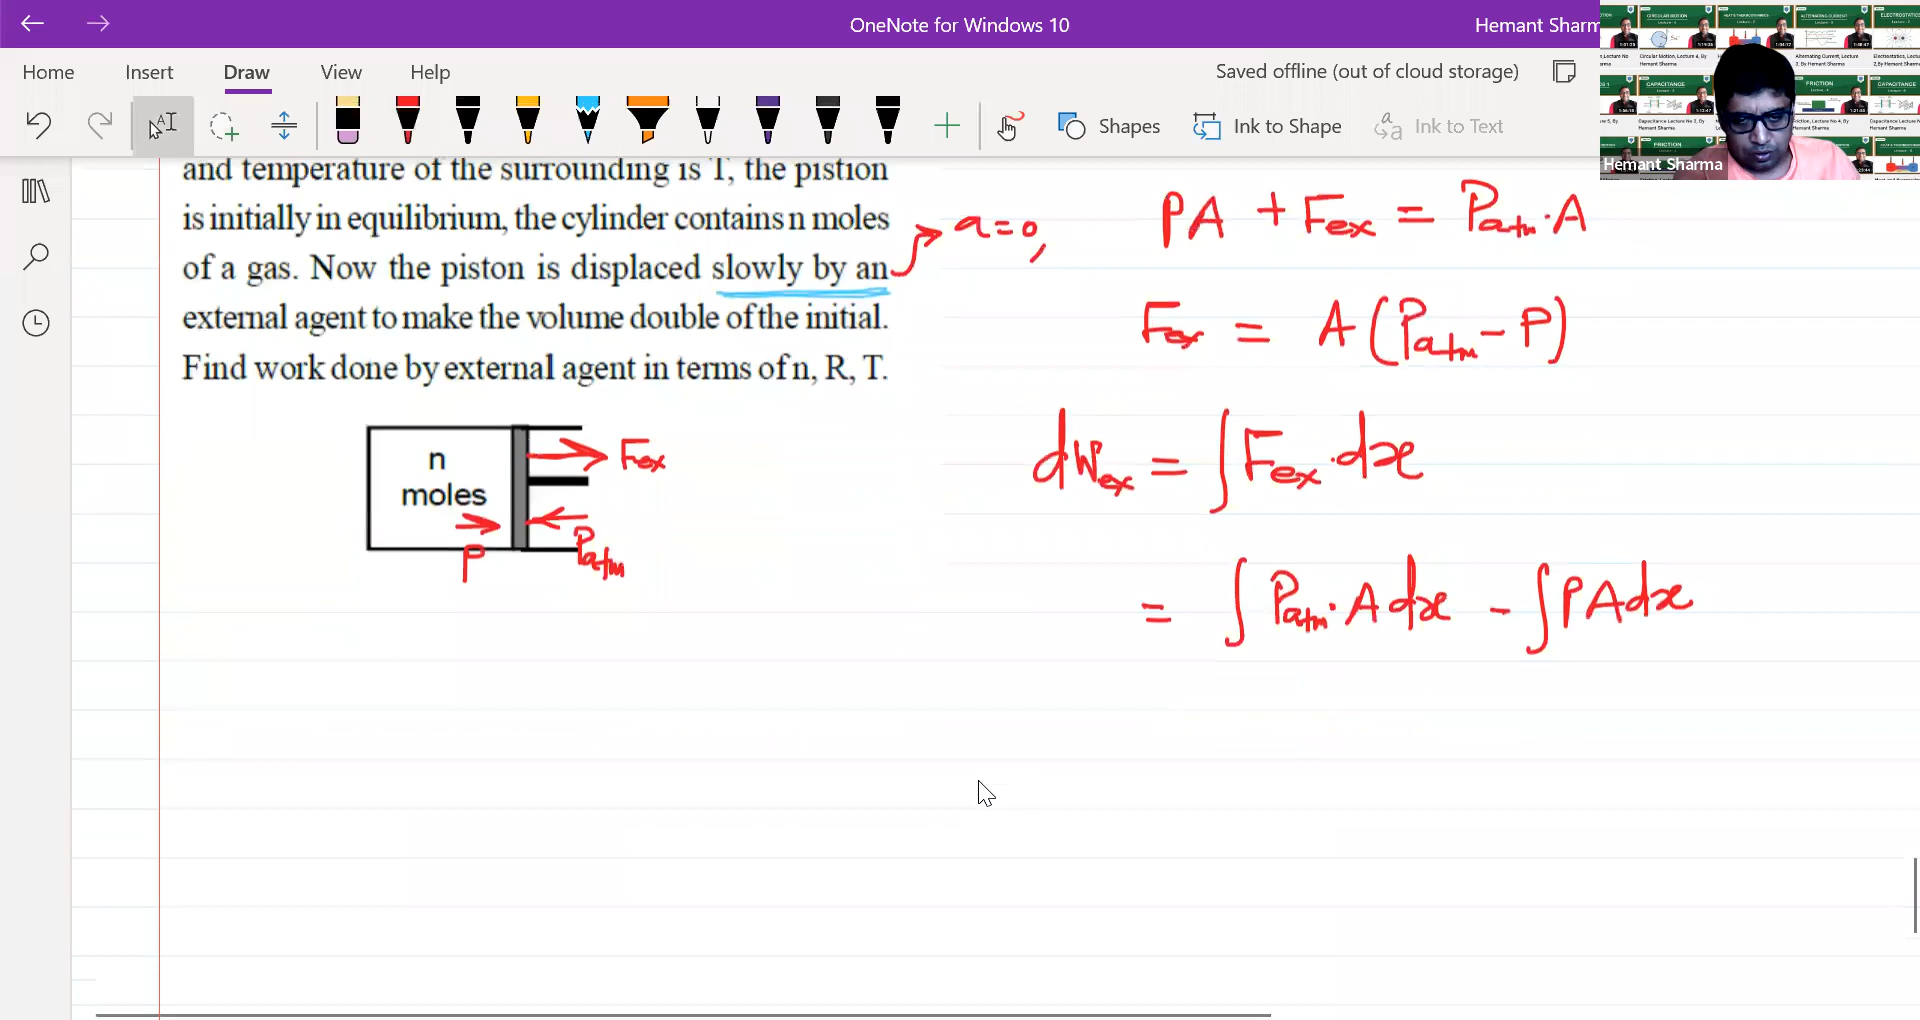 OneNote for Windows 10
Hemant Sharm
Home Insert Draw View Help
Saved offline (out of cloud storage)
Shapes Ink to Shape Ink to Text
Hemant Sharma
and temperature of the surrounding is T, the pistion
is initially in equilibrium, the cylinder contains n moles
of a gas. Now the piston is displaced slowly by an
external agent to make the volume double of the initial.
Find work done by external agent in terms of n, R, T.
n
moles
Fex
P
Patm
a=0,
PA + Fex = Patm·A
Fex = A(Patm-P)
dWex = ∫Fex·dx
= ∫Patm·Adx - ∫PAdx